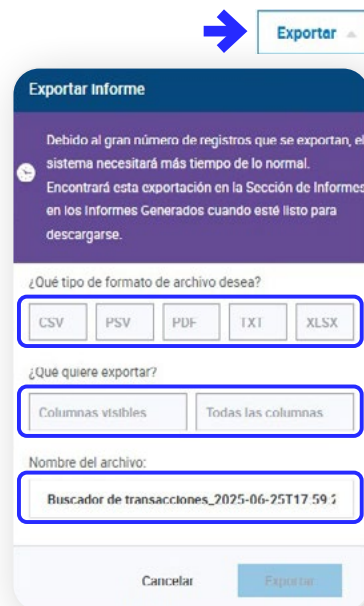 Exportar
Exportar Informe
Debido al gran número de registros que se exportan, el
sistema necesitará más tiempo de lo normal.
Encontrará esta exportación en la Sección de Informes
en los Informes Generados cuando esté listo para
descargarse.
¿Qué tipo de formato de archivo desea?
CSV PSV PDF TXT XLSX
¿Qué quiere exportar?
Columnas visibles Todas las columnas
Nombre del archivo:
Buscador de transacciones_2025-06-25T17 59 2
Cancelar Exportar